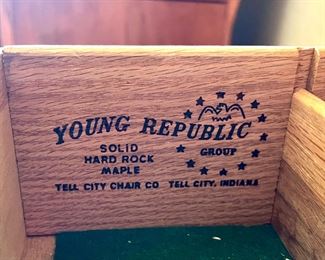 YOUNG REPUBLIC
GROUP
SOLID
HARD ROCK
MAPLE
TELL CITY CHAIR CO TELL CITY, INDIANA